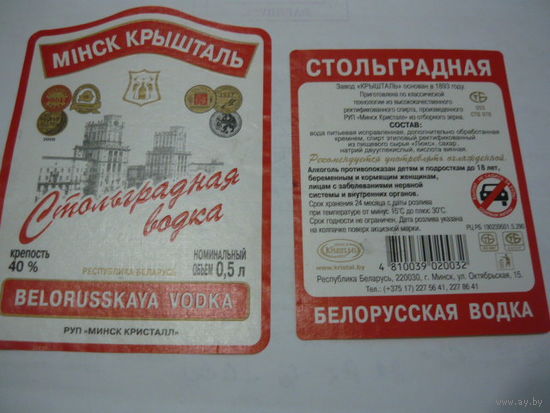 МІНСК КРЫШТАЛЬ
Стольградная
водка
крепость
40 %
НОМИНАЛЬНЫЙ
ОБЪЕМ 0,5 л
РЕСПУБЛИКА БЕЛАРУСЬ
BELORUSSKAYA VODKA
РУП «МИНСК КРИСТАЛЛ»
СТОЛЬГРАДНАЯ
Завод «КРЫШТАЛЬ» основан в 1893 году.
Приготовлена по классической
технологии из высококачественного
ректификованного спирта, произведенного
РУП «Минск Кристалл» из отборного зерна.
СОСТАВ:
вода питьевая исправленная, дополнительно обработанная
кремнем, спирт этиловый ректификованный
из пищевого сырья «Люкс», сахар,
натрий двууглекислый, кислота винная.
Рекомендуется употреблять охлажденной.
Алкоголь противопоказан детям и подросткам до 18 лет,
беременным и кормящим женщинам,
лицам с заболеваниями нервной
системы и внутренних органов.
Срок хранения 24 месяца с даты розлива
при температуре от минус 15°С до плюс 30°С.
Срок годности не ограничен. Дата розлива указана
на колпачке поверх акцизной марки.
www.kristal.by
4 810039 020032
Республика Беларусь, 220030, г. Минск, ул. Октябрьская, 15.
Тел.: (+375 17) 227 56 41, 227 86 41
БЕЛОРУССКАЯ ВОДКА
www.ay.by